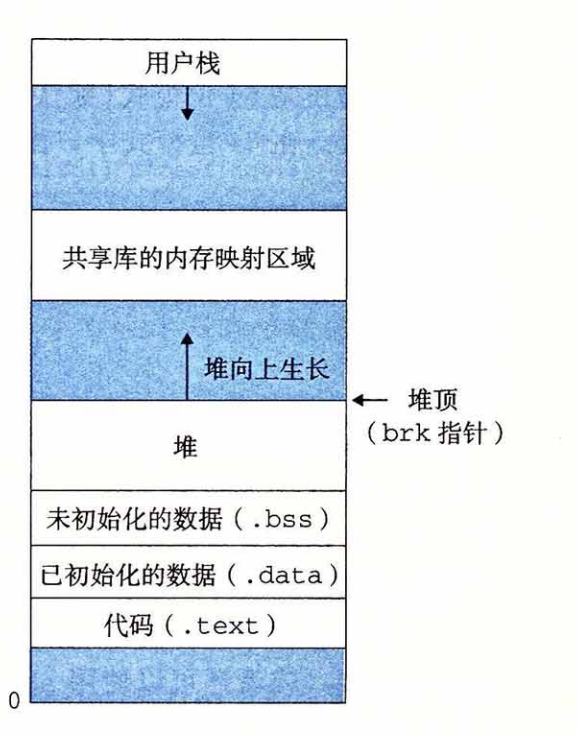 用户栈
共享库的内存映射区域
堆向上生长
堆顶
（brk 指针）
堆
未初始化的数据（.bss）
已初始化的数据（.data）
代码（.text）
0